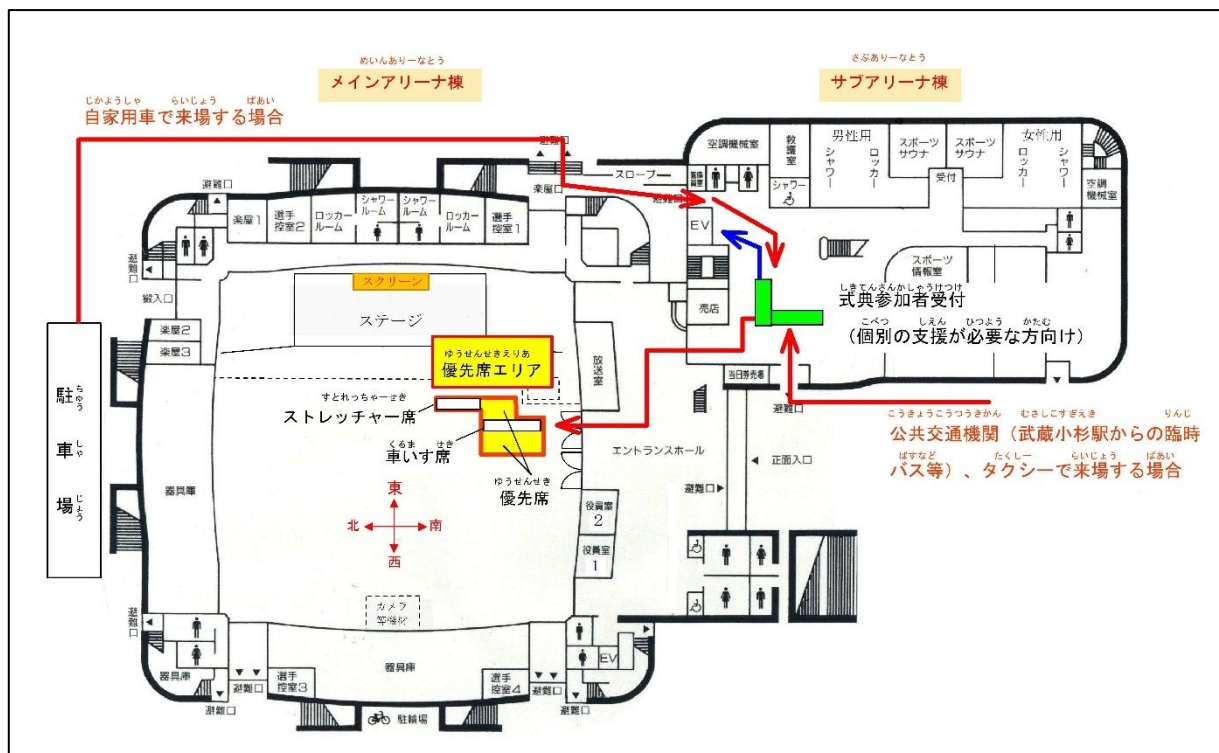 めいんありーなとう
メインアリーナ棟
さぶありーなとう
サブアリーナ棟
じかようしゃ らいじょう ばあい
自家用車で来場する場合
避難口
スロープ
楽屋口
避難口
避難口
楽屋1
選手控室2
ロッカールーム
シャワールーム
シャワールーム
ロッカールーム
選手控室1
空調機械室
救護室
シャワー
男性用
シャワー
ロッカー
スポーツサウナ
スポーツサウナ
受付
女性用
ロッカー
シャワー
空調機械室
EV
売店
スポーツ情報室
しきてんさんかしゃうけつけ
式典参加者受付
こべつ しえん ひつよう かたむ
(個別の支援が必要な方向け)
当日券売場
避難口
避難口
搬入口
楽屋2
楽屋3
スクリーン
ステージ
放送室
ゆうせんせきえりあ
優先席エリア
すとれっちゃーせき
ストレッチャー席
くるま せき
車いす席
ゆうせんせき
優先席
ちゅうしゃじょう
駐車場
器具庫
東
北 南
西
エントランスホール
正面入口
避難口
役員室2
役員室1
こうきょうこうつうきかん むさしこすぎえき りんじ
公共交通機関(武蔵小杉駅からの臨時
ばすなど たくしー らいじょう ばあい
バス等)、タクシーで来場する場合
カメラ等機材
避難口
器具庫
避難口
選手控室3
器具庫
選手控室4
避難口
EV
避難口
避難口
駐輪場